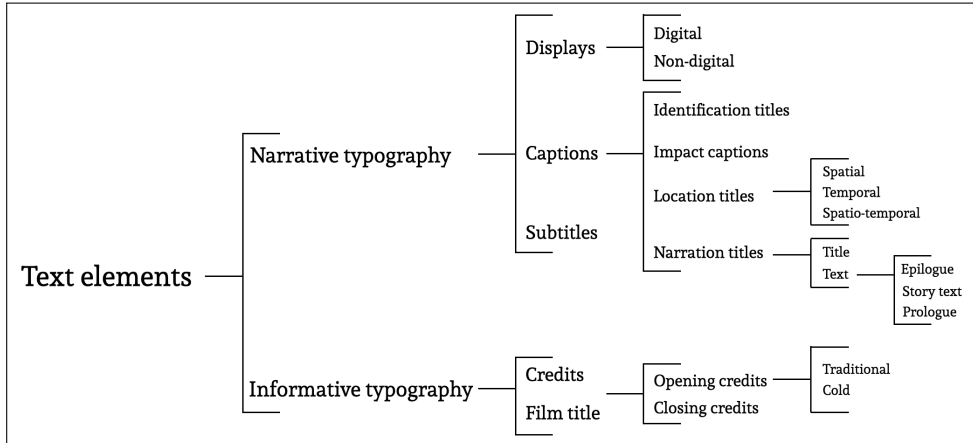 Text elements
Narrative typography
Displays
Digital
Non-digital
Captions
Identification titles
Impact captions
Location titles
Spatial
Temporal
Spatio-temporal
Narration titles
Title
Text
Epilogue
Story text
Prologue
Subtitles
Informative typography
Credits
Film title
Opening credits
Closing credits
Traditional
Cold